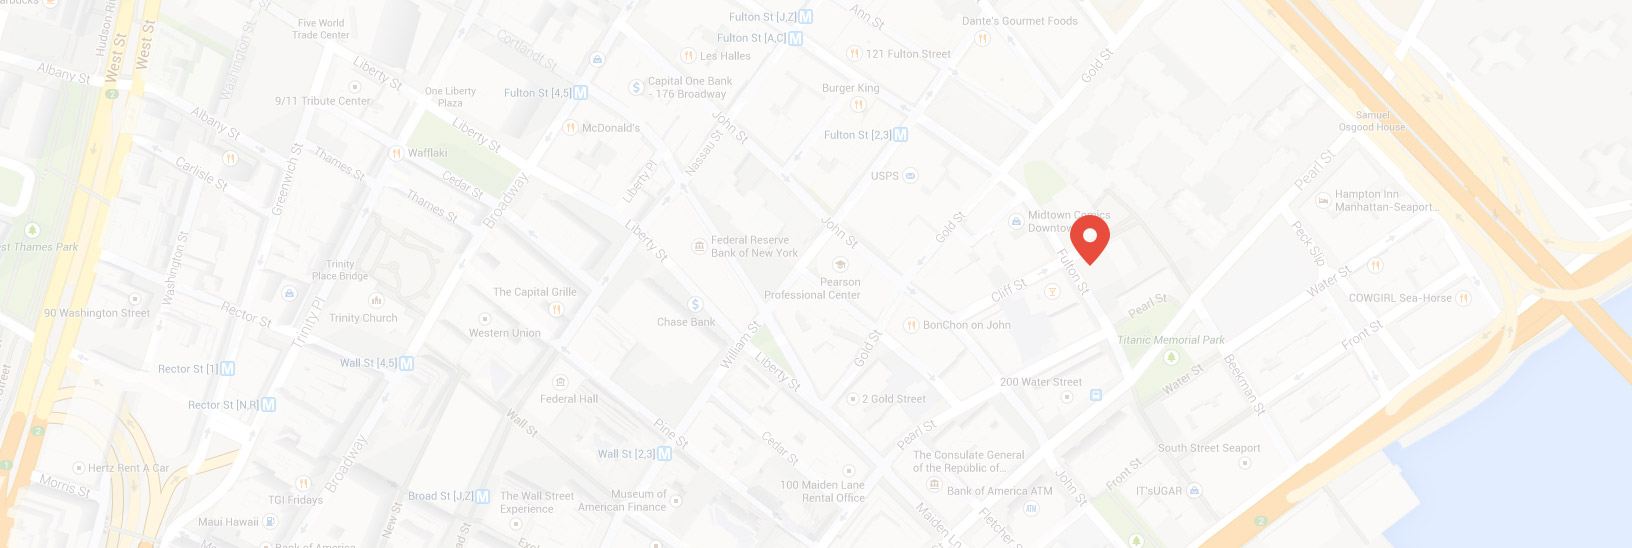 Five World
Trade Center
Hudson Riv
West St
West St
Washington St
Albany St
Liberty St
Cortlandt St
Fulton St [J,Z] M
Fulton St [A,C] M
Les Halles
Ann St
121 Fulton Street
Dante's Gourmet Foods
Gold St
Capital One Bank
- 176 Broadway
Burger King
9/11 Tribute Center
One Liberty
Plaza
Fulton St [4,5] M
McDonald's
Fulton St [2,3] M
Samuel
Osgood House
Albany St
Liberty St
John St
Nassau St
Wafflaki
Carlisle St
Greenwich St
Thames St
Cedar St
Liberty Pl
USPS
Pearl St
Hampton Inn
Manhattan-Seaport...
Thames St
Broadway
Midtown Comics
Downtow
est Thames Park
Washington St
Liberty St
Federal Reserve
Bank of New York
John St
Gold St
Peck Slip
Trinity
Place Bridge
Pearson
Professional Center
Fulton St
Cliff St
Water St
The Capital Grille
COWGIRL Sea-Horse
90 Washington Street
Rector St
Trinity Pl
Trinity Church
Western Union
Chase Bank
BonChon on John
Pearl St
Titanic Memorial Park
Front St
William St
Gold St
Liberty St
Rector St [1] M
Wall St [4,5] M
Federal Hall
2 Gold Street
200 Water Street
Water St
Beekman St
Rector St [N,R] M
Wall St
Pine St
Pearl St
Broadway
Cedar St
Wall St [2,3] M
The Consulate General
of the Republic of...
South Street Seaport
Hertz Rent A Car
Morris St
TGI Fridays
Broad St [J,Z] M
The Wall Street
Experience
Museum of
American Finance
100 Maiden Lane
Rental Office
Bank of America ATM
John St
Front St
IT'SUGAR
Maui Hawaii
New St
Maiden Ln
Fletcher St
Bank of America